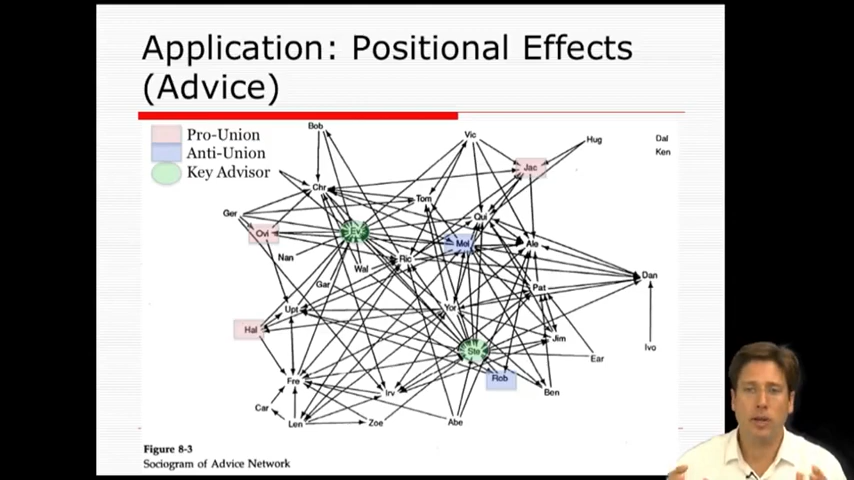 Application: Positional Effects
(Advice)
Pro-Union
Anti-Union
Key Advisor
Bob
Vic
Hug
Dal
Ken
Jac
Chr
Tom
Ger
Qui
Ovi
Mel
Ale
Nan
Wal
Ric
Dan
Gar
Pat
Upt
Yor
Hal
Jim
Ivo
Ste
Ear
Rob
Fre
Irv
Ben
Car
Len
Zoe
Abe
Figure 8-3
Sociogram of Advice Network